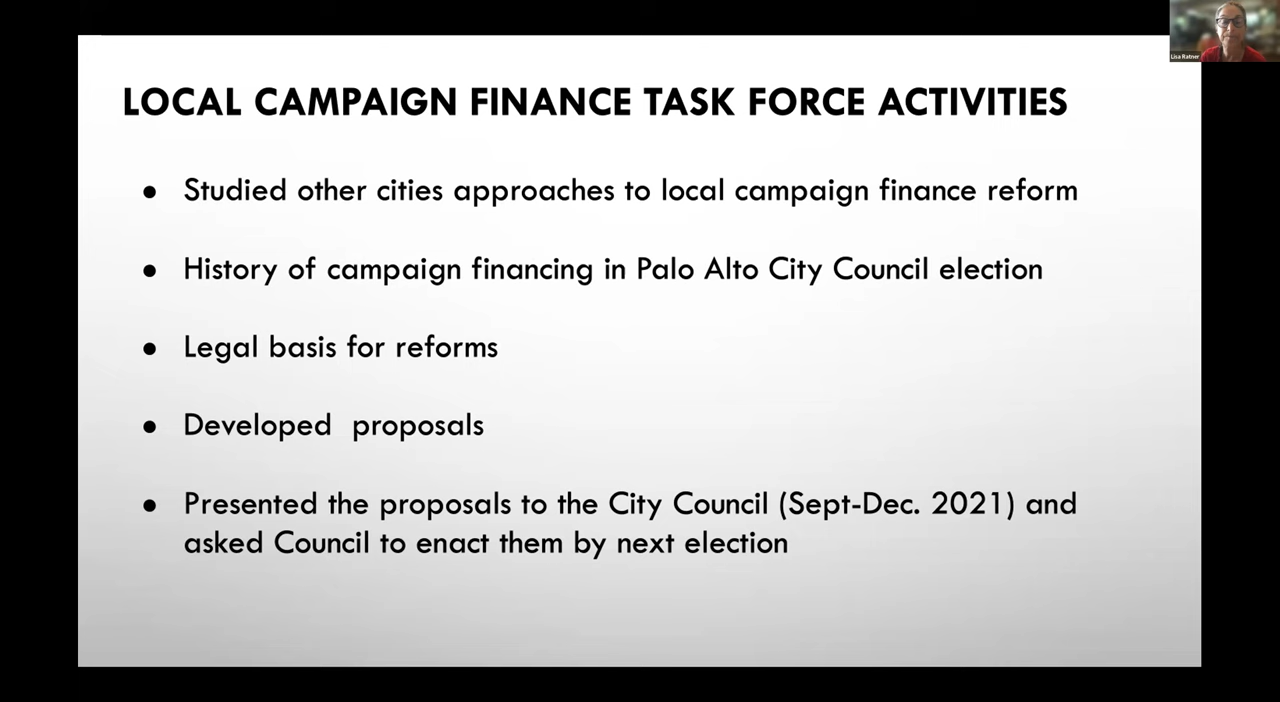 Lisa Ratner
LOCAL CAMPAIGN FINANCE TASK FORCE ACTIVITIES
● Studied other cities approaches to local campaign finance reform
● History of campaign financing in Palo Alto City Council election
● Legal basis for reforms
● Developed proposals
● Presented the proposals to the City Council (Sept-Dec. 2021) and
asked Council to enact them by next election